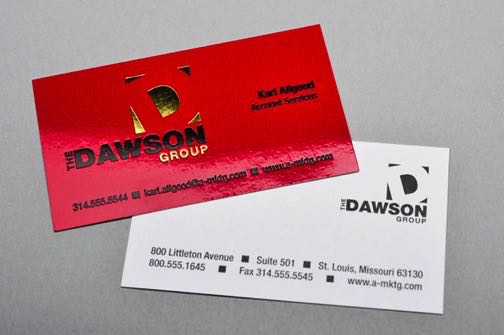 D
THE DAWSON
GROUP
Karl Allgood
Account Services
314.555.5544 ■ karl.allgood@a-mktg.com ■ www.a-mktg.com
D
THE DAWSON
GROUP
800 Littleton Avenue ■ Suite 501 ■ St. Louis, Missouri 63130
800.555.1645 ■ Fax 314.555.5545 ■ www.a-mktg.com